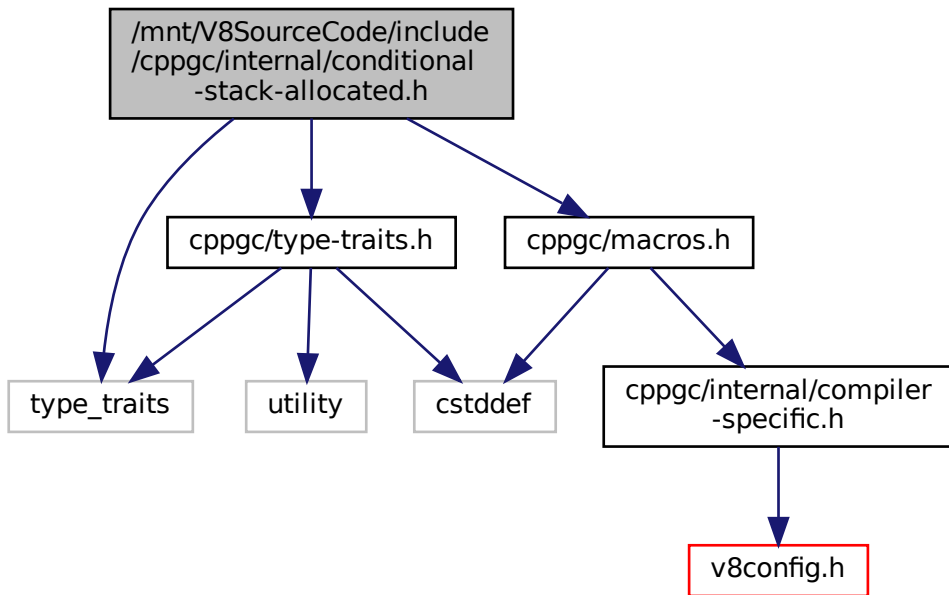 /mnt/V8SourceCode/include
/cppgc/internal/conditional
-stack-allocated.h
cppgc/type-traits.h
cppgc/macros.h
type_traits
utility
cstddef
cppgc/internal/compiler
-specific.h
v8config.h